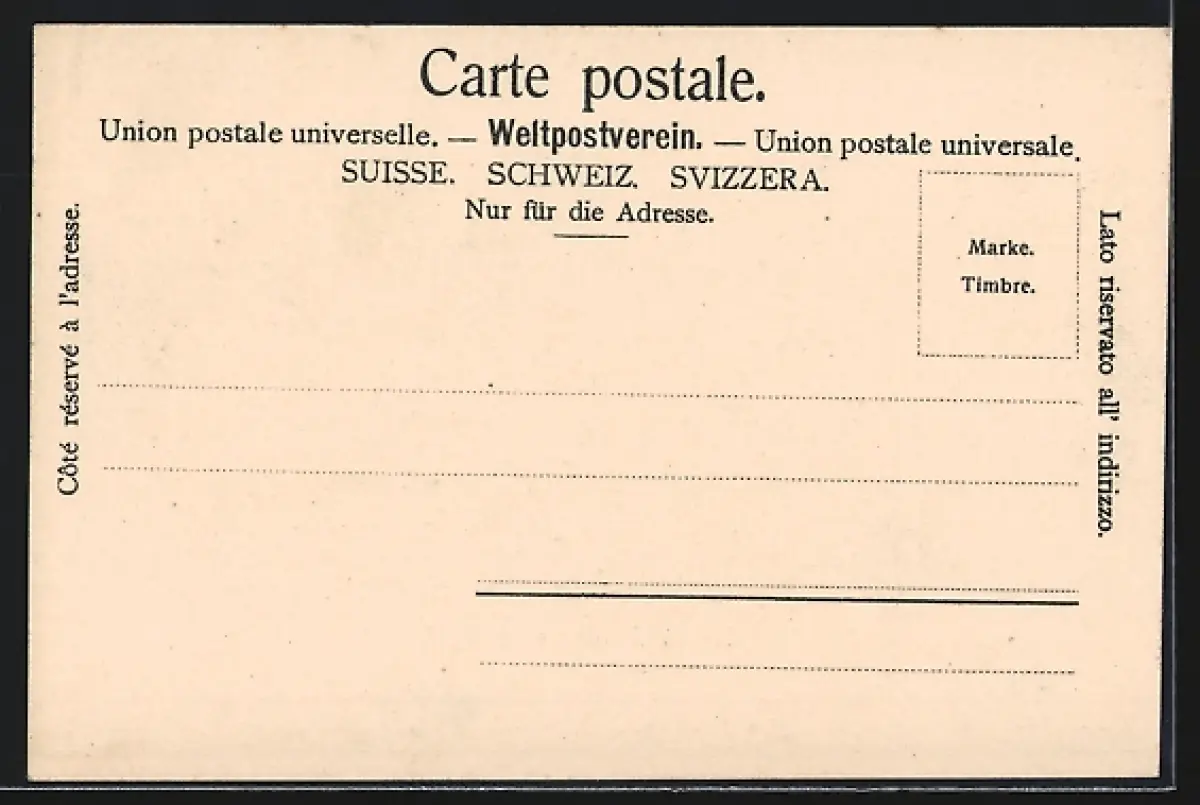 Carte postale.
Union postale universelle. — Weltpostverein. — Union postale universale.
SUISSE. SCHWEIZ. SVIZZERA.
Nur für die Adresse.
Côté réservé à l'adresse.
Marke.
Timbre.
Lato riservato all' indirizzo.